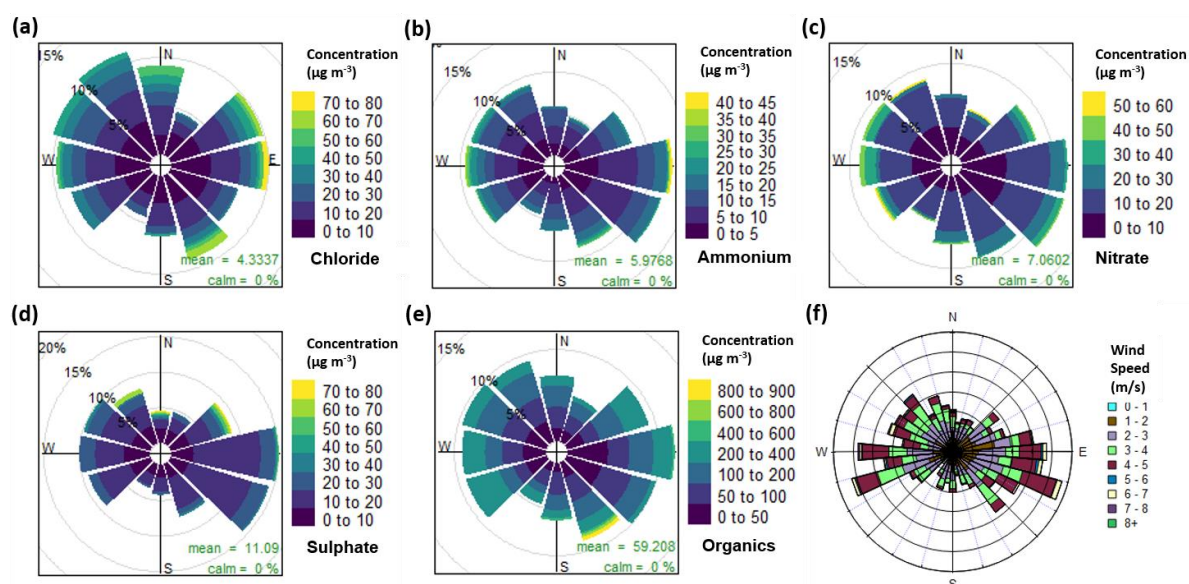 (a)
15%
N
10%
5%
W
E
S
mean = 4.3337
calm = 0 %
Concentration
(µg m⁻³)
70 to 80
60 to 70
50 to 60
40 to 50
30 to 40
20 to 30
10 to 20
0 to 10
Chloride
(b)
15%
N
10%
5%
W
S
mean = 5.9768
calm = 0 %
Concentration
(µg m⁻³)
40 to 45
35 to 40
30 to 35
25 to 30
20 to 25
15 to 20
10 to 15
5 to 10
0 to 5
Ammonium
(c)
15%
N
10%
5%
W
S
mean = 7.0602
calm = 0 %
Concentration
(µg m⁻³)
50 to 60
40 to 50
30 to 40
20 to 30
10 to 20
0 to 10
Nitrate
(d)
20%
15%
N
10%
5%
W
S
mean = 11.09
calm = 0 %
Concentration
(µg m⁻³)
70 to 80
60 to 70
50 to 60
40 to 50
30 to 40
20 to 30
10 to 20
0 to 10
Sulphate
(e)
15%
N
10%
5%
W
S
mean = 59.208
calm = 0 %
Concentration
(µg m⁻³)
800 to 900
600 to 800
400 to 600
200 to 400
100 to 200
50 to 100
0 to 50
Organics
(f)
N
W
E
S
Wind
Speed
(m/s)
0 - 1
1 - 2
2 - 3
3 - 4
4 - 5
5 - 6
6 - 7
7 - 8
8+